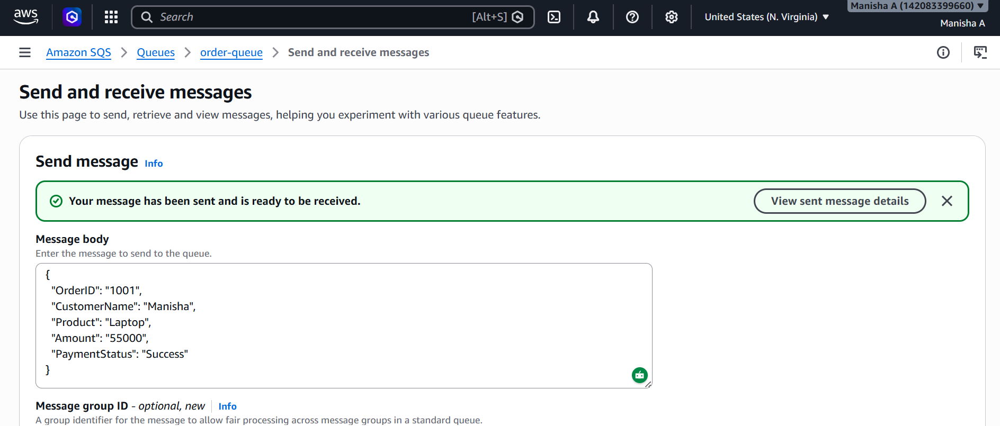 aws
Search [Alt+S]
United States (N. Virginia) ▼
Manisha A (142083399660) ▼
Manisha A
Amazon SQS > Queues > order-queue > Send and receive messages
Send and receive messages
Use this page to send, retrieve and view messages, helping you experiment with various queue features.
Send message Info
Your message has been sent and is ready to be received.
View sent message details
Message body
Enter the message to send to the queue.
{
"OrderID": "1001",
"CustomerName": "Manisha",
"Product": "Laptop",
"Amount": "55000",
"PaymentStatus": "Success"
}
Message group ID - optional, new Info
A group identifier for the message to allow fair processing across message groups in a standard queue.